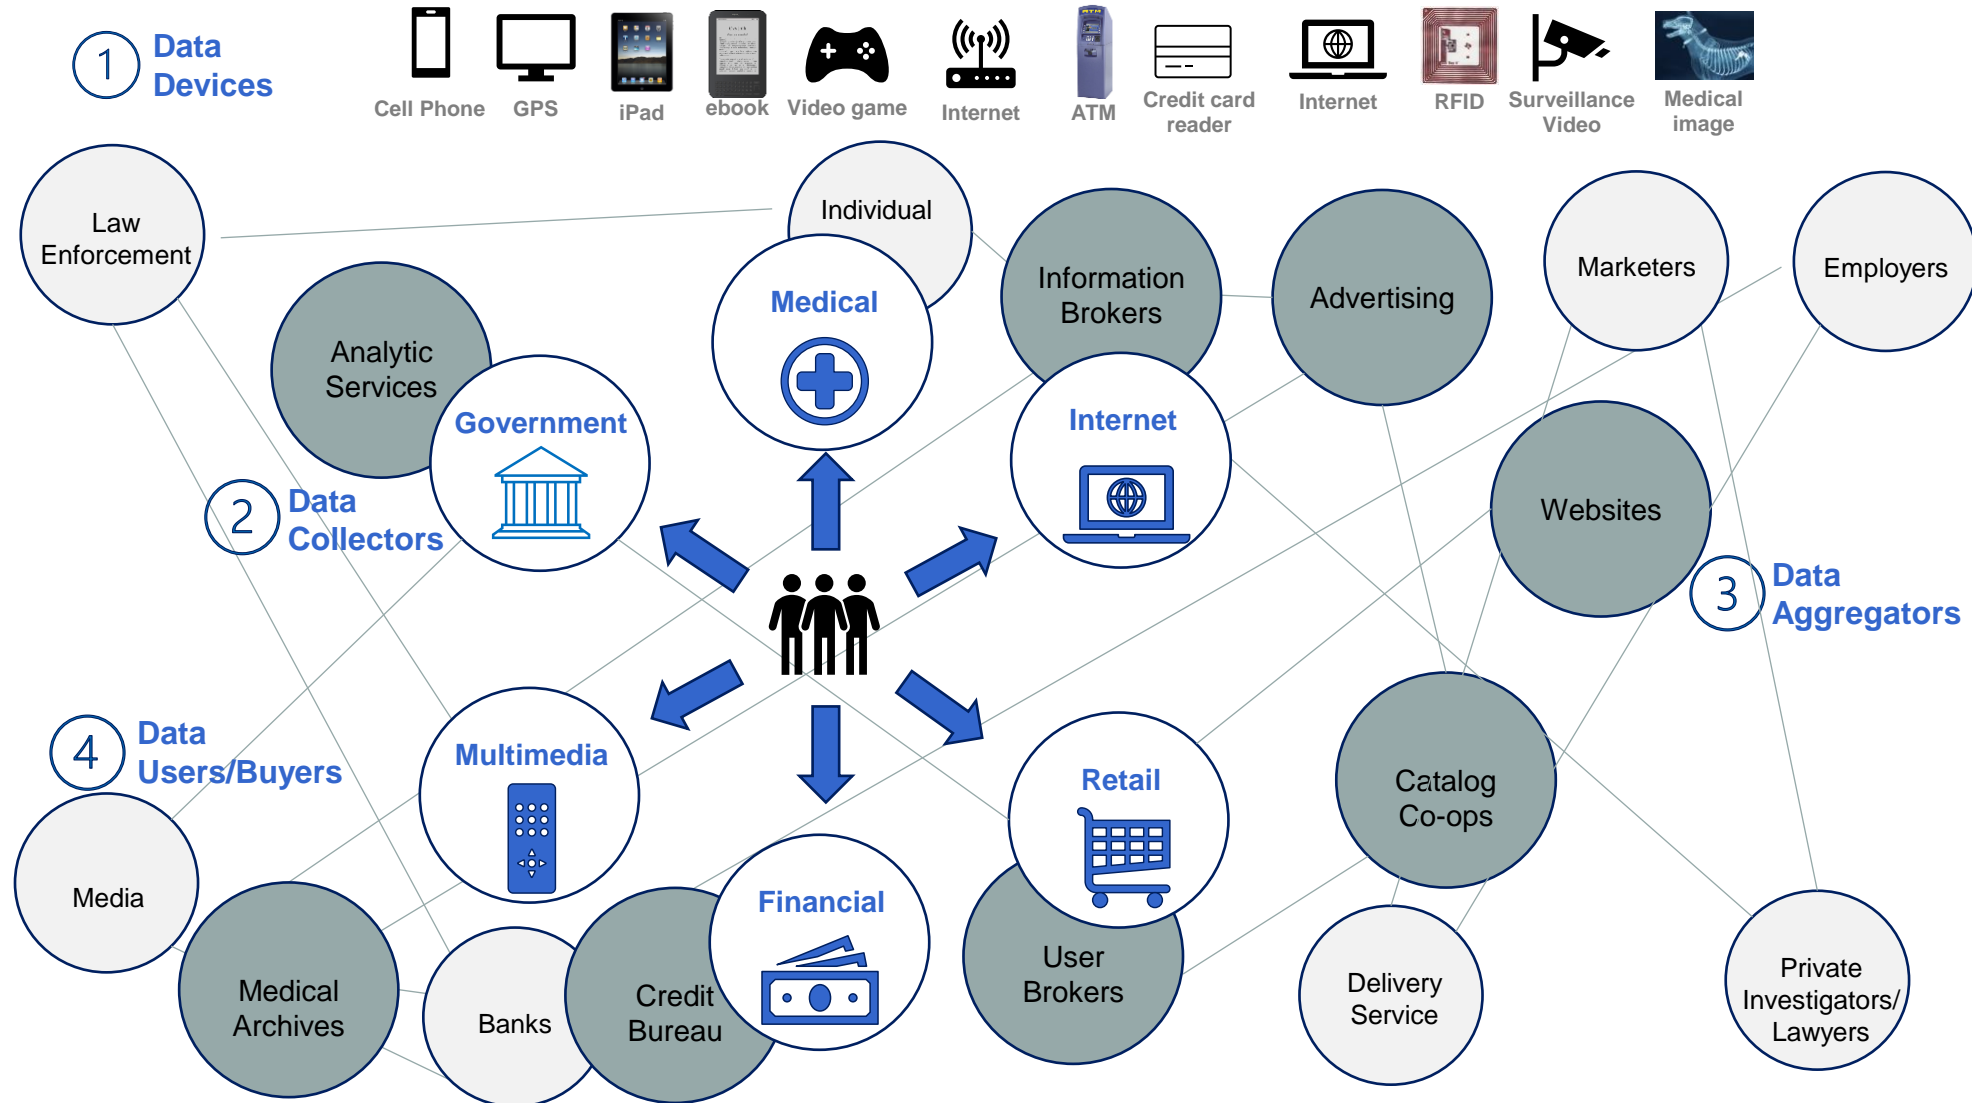 1
Data
Devices
Cell Phone
GPS
iPad
ebook
Video game
Internet
ATM
Credit card
reader
Internet
RFID
Surveillance
Video
Medical
image
Law
Enforcement
Individual
Information
Brokers
Advertising
Marketers
Employers
Medical
Analytic
Services
Government
Internet
2
Data
Collectors
Websites
3
Data
Aggregators
4
Data
Users/Buyers
Multimedia
Retail
Catalog
Co-ops
Media
Financial
Medical
Archives
Banks
Credit
Bureau
User
Brokers
Delivery
Service
Private
Investigators/
Lawyers